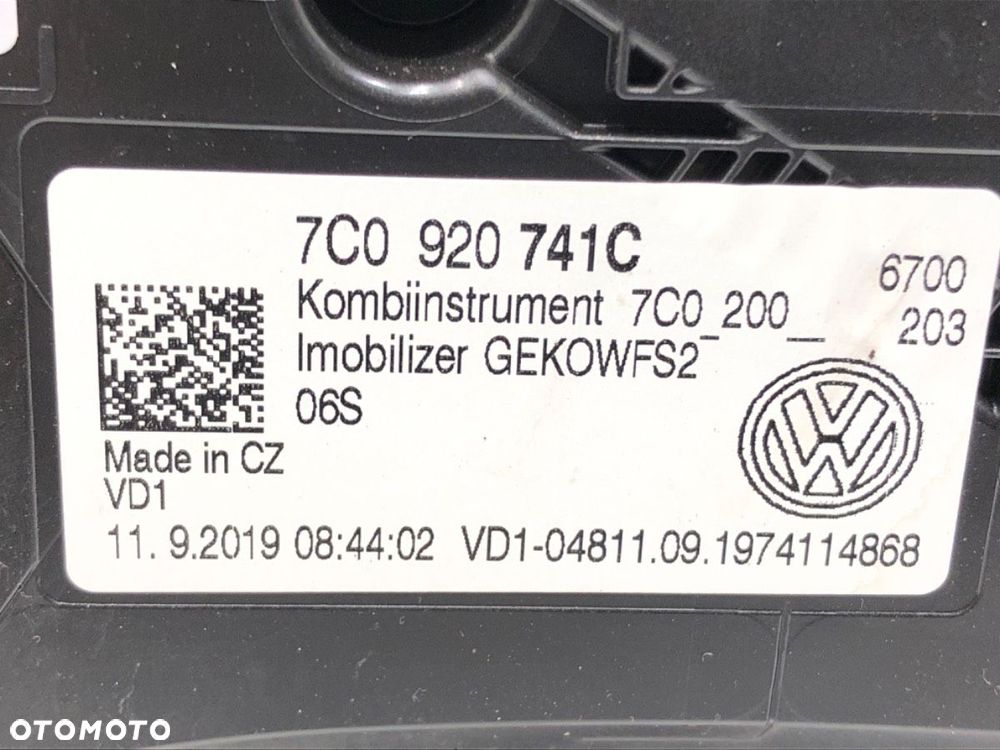 7C0 920 741C
Kombiinstrument 7C0_200__ 6700
203
Imobilizer GEKOWFS2
06S
Made in CZ
VD1
11. 9.2019 08:44:02 VD1-04811.09.1974114868
OTOMOTO